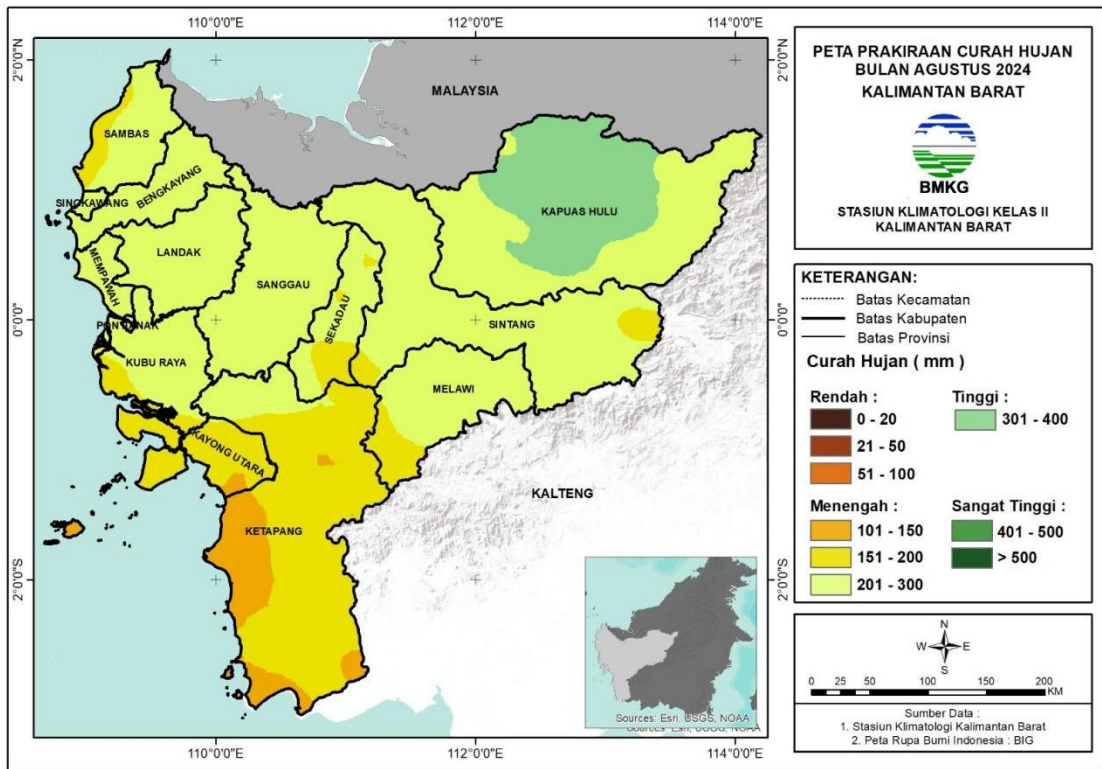 110°0'0"E
112°0'0"E
114°0'0"E
2°0'0"N
0°0'0"
2°0'0"S
2°0'0"N
0°0'0"
2°0'0"S
110°0'0"E
112°0'0"E
114°0'0"E
MALAYSIA
SAMBAS
SINGKAWANG
BENGKAYANG
KAPUAS HULU
LANDAK
MEMPAWAH
SANGGAU
SEKADAU
SINTANG
PONTIANAK
KUBU RAYA
MELAWI
KAYONG UTARA
KETAPANG
KALTENG
Sources: Esri, USGS, NOAA
Sources: Esri, USGS, NOAA
PETA PRAKIRAAN CURAH HUJAN
BULAN AGUSTUS 2024
KALIMANTAN BARAT
BMKG
STASIUN KLIMATOLOGI KELAS II
KALIMANTAN BARAT
KETERANGAN:
Batas Kecamatan
Batas Kabupaten
Batas Provinsi
Curah Hujan ( mm )
Rendah :
0 - 20
21 - 50
51 - 100
Tinggi :
301 - 400
Menengah :
101 - 150
151 - 200
201 - 300
Sangat Tinggi :
401 - 500
> 500
N
W E
S
0 25 50 100 150 200
KM
Sumber Data :
1. Stasiun Klimatologi Kalimantan Barat
2. Peta Rupa Bumi Indonesia : BIG